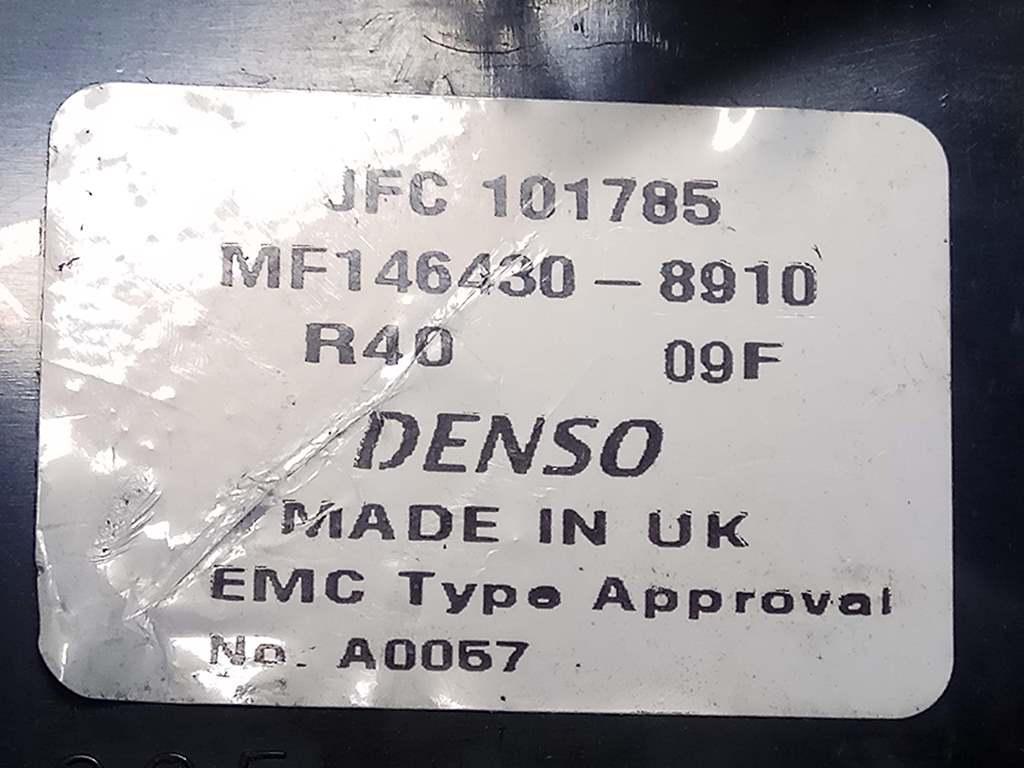 JFC 101785
MF146430-8910
R40 09F
DENSO
MADE IN UK
EMC Type Approval
No. A0057